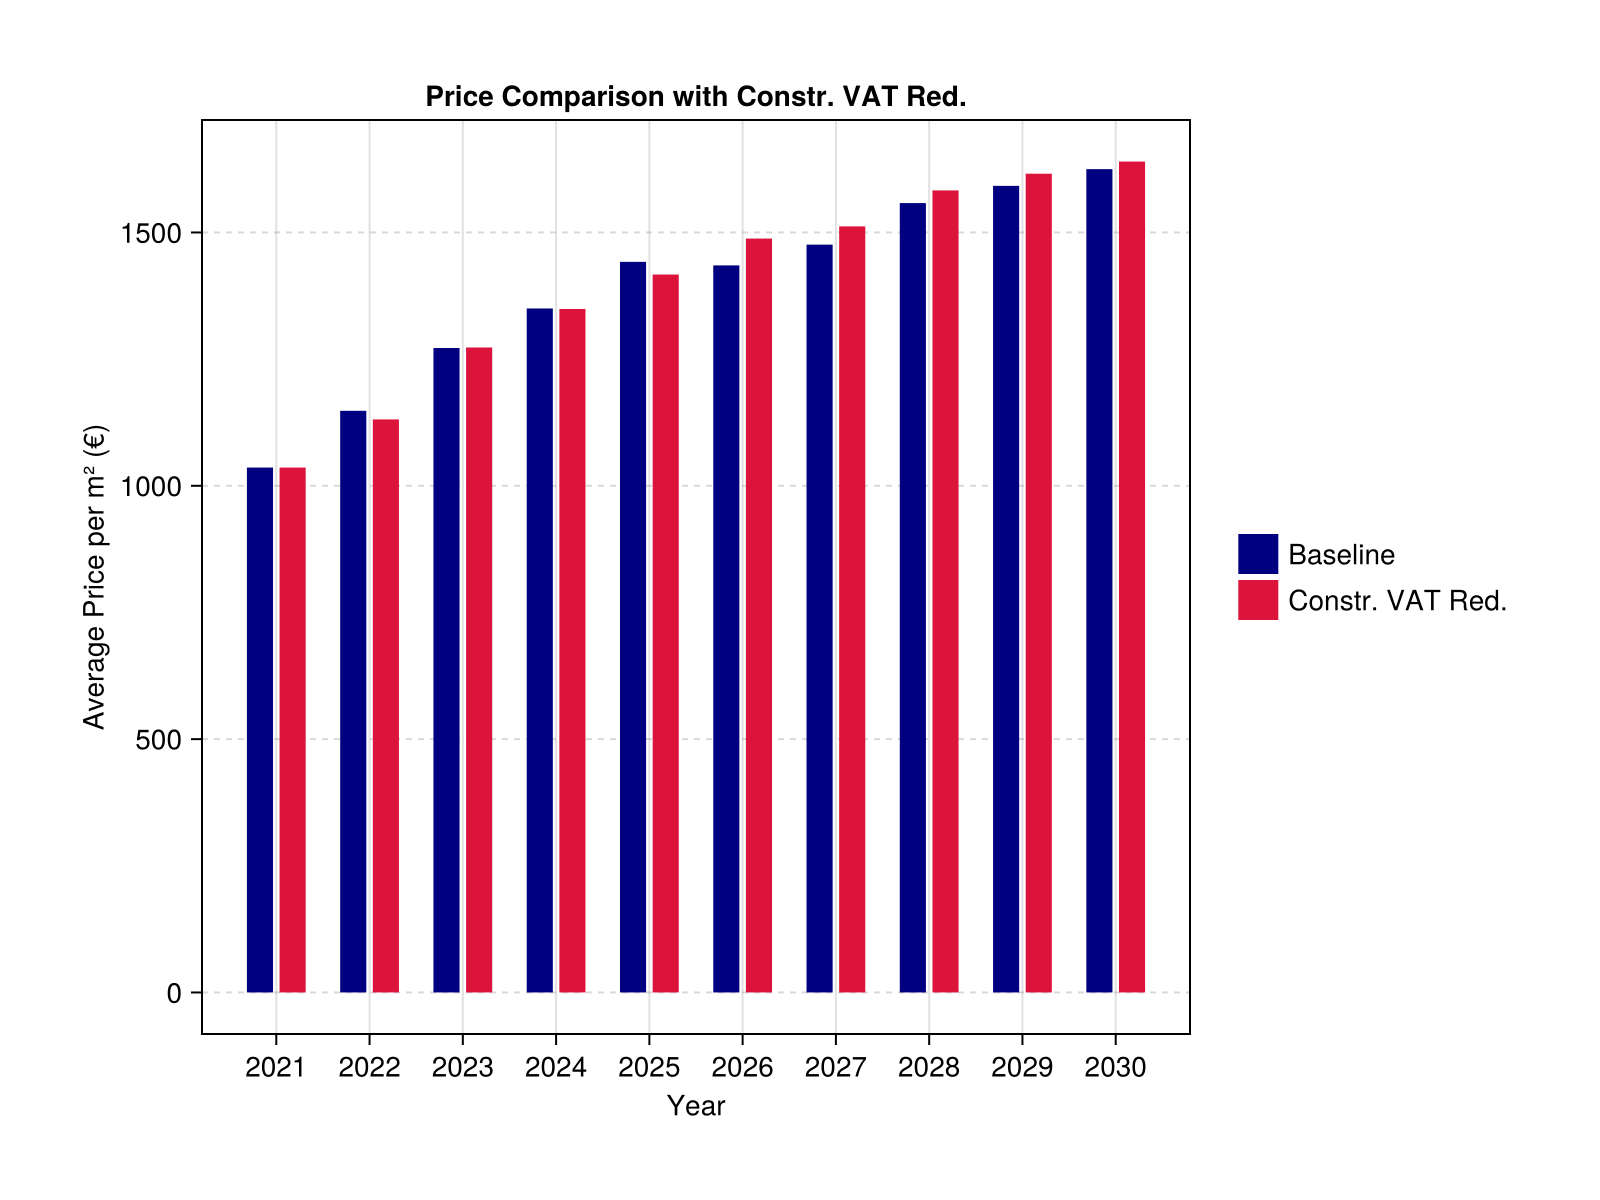 Price Comparison with Constr. VAT Red.
Average Price per m² (€)
1500
1000
500
0
2021 2022 2023 2024 2025 2026 2027 2028 2029 2030
Year
Baseline
Constr. VAT Red.